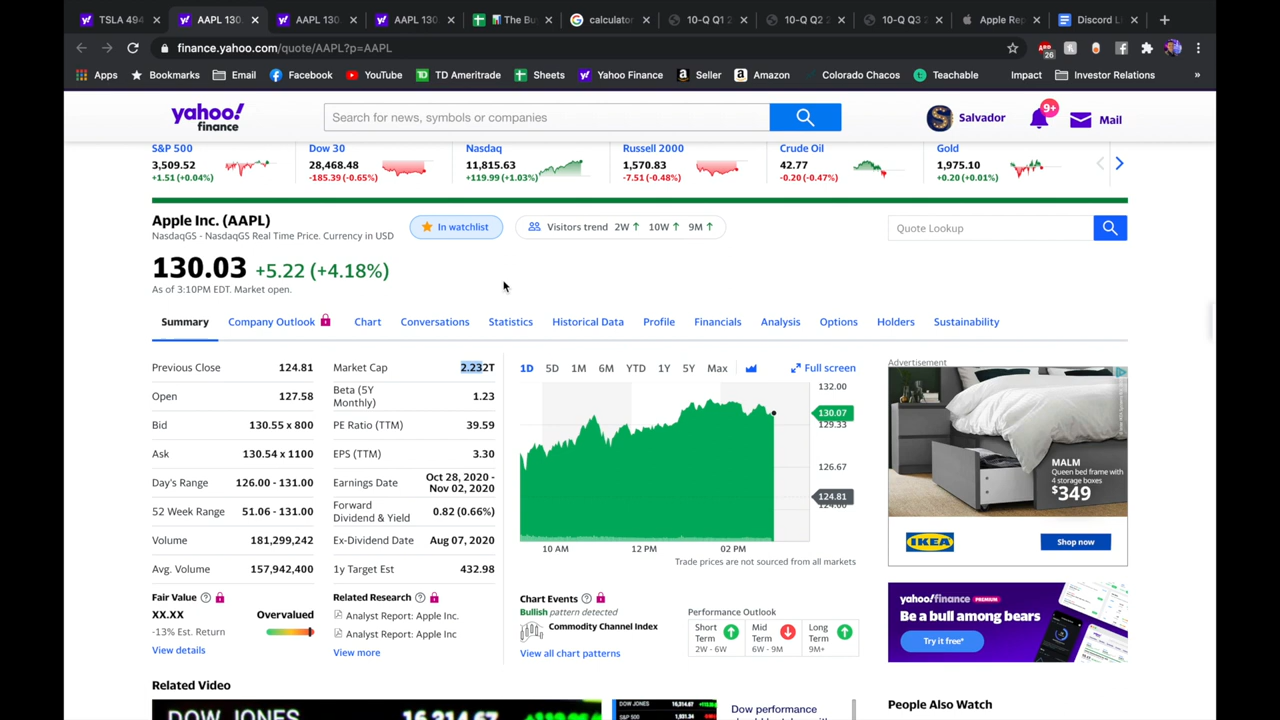 TSLA 494
AAPL 130.
AAPL 130.
AAPL 130.
The Bu
calculator
10-Q Q1 2
10-Q Q2 2
10-Q Q3 2
Apple Rep
Discord Li
finance.yahoo.com/quote/AAPL?p=AAPL
26
Apps
Bookmarks
Email
Facebook
YouTube
TD Ameritrade
Sheets
Yahoo Finance
Seller
Amazon
Colorado Chacos
Teachable
Impact
Investor Relations
»
yahoo!
finance
Search for news, symbols or companies
Salvador
9+
Mail
S&P 500
3,509.52
+1.51 (+0.04%)
Dow 30
28,468.48
-185.39 (-0.65%)
Nasdaq
11,815.63
+119.99 (+1.03%)
Russell 2000
1,570.83
-7.51 (-0.48%)
Crude Oil
42.77
-0.20 (-0.47%)
Gold
1,975.10
+0.20 (+0.01%)
Apple Inc. (AAPL)
NasdaqGS - NasdaqGS Real Time Price. Currency in USD
In watchlist
Visitors trend 2W↑ 10W↑ 9M↑
Quote Lookup
130.03 +5.22 (+4.18%)
As of 3:10PM EDT. Market open.
Summary
Company Outlook
Chart
Conversations
Statistics
Historical Data
Profile
Financials
Analysis
Options
Holders
Sustainability
Previous Close 124.81
Open 127.58
Bid 130.55 x 800
Ask 130.54 x 1100
Day's Range 126.00 - 131.00
52 Week Range 51.06 - 131.00
Volume 181,299,242
Avg. Volume 157,942,400
Market Cap 2.232T
Beta (5Y
Monthly) 1.23
PE Ratio (TTM) 39.59
EPS (TTM) 3.30
Earnings Date Oct 28, 2020 -
Nov 02, 2020
Forward
Dividend & Yield 0.82 (0.66%)
Ex-Dividend Date Aug 07, 2020
1y Target Est 432.98
1D 5D 1M 6M YTD 1Y 5Y Max
Full screen
132.00
130.07
129.33
126.67
124.81
124.00
10 AM 12 PM 02 PM
Trade prices are not sourced from all markets
Fair Value
XX.XX Overvalued
-13% Est. Return
View details
Related Research
Analyst Report: Apple Inc.
Analyst Report: Apple Inc
View more
Chart Events
Bullish pattern detected
Commodity Channel Index
View all chart patterns
Performance Outlook
Short
Term
2W - 6W
Mid
Term
6W - 9M
Long
Term
9M+
Advertisement
MALM
Queen bed frame with
4 storage boxes
$349
IKEA
Shop now
yahoo!finance PREMIUM
Be a bull among bears
Try it free*
Related Video
DOW JONES 16,314.67
DOW JONES 16,314.67
S&P 500 1,931.34
Dow performance
People Also Watch